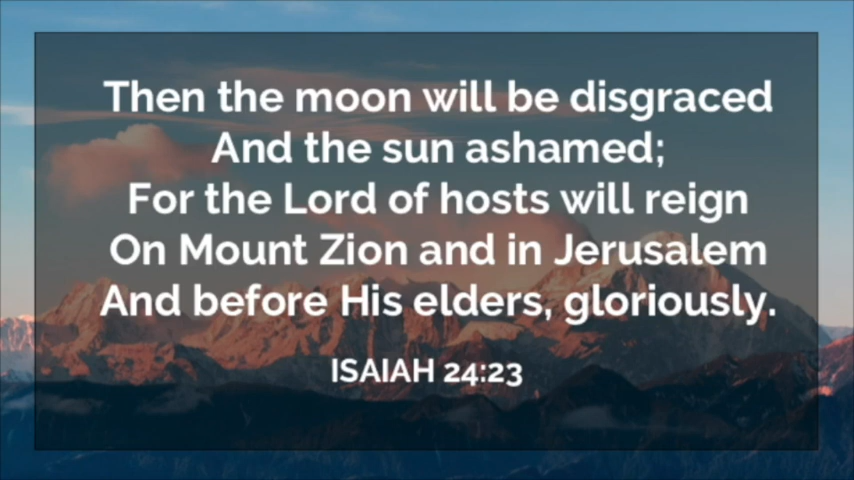 Then the moon will be disgraced
And the sun ashamed;
For the Lord of hosts will reign
On Mount Zion and in Jerusalem
And before His elders, gloriously.
ISAIAH 24:23